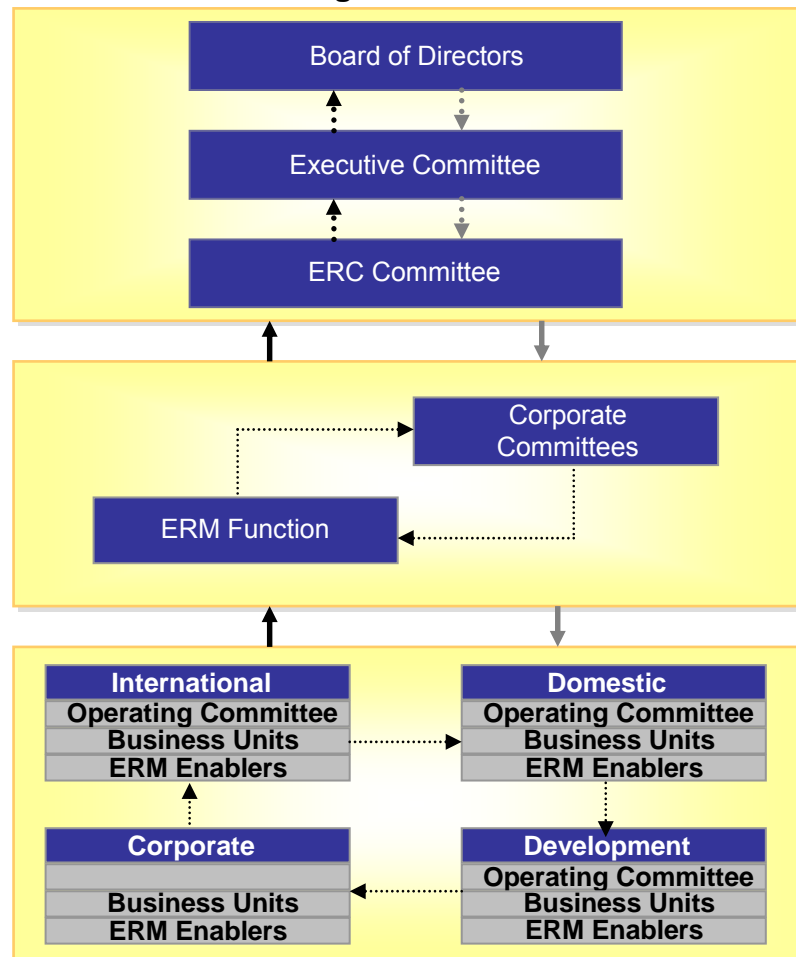 Board of Directors
Executive Committee
ERC Committee
Corporate
Committees
ERM Function
International
Operating Committee
Business Units
ERM Enablers
Domestic
Operating Committee
Business Units
ERM Enablers
Corporate
Business Units
ERM Enablers
Development
Operating Committee
Business Units
ERM Enablers